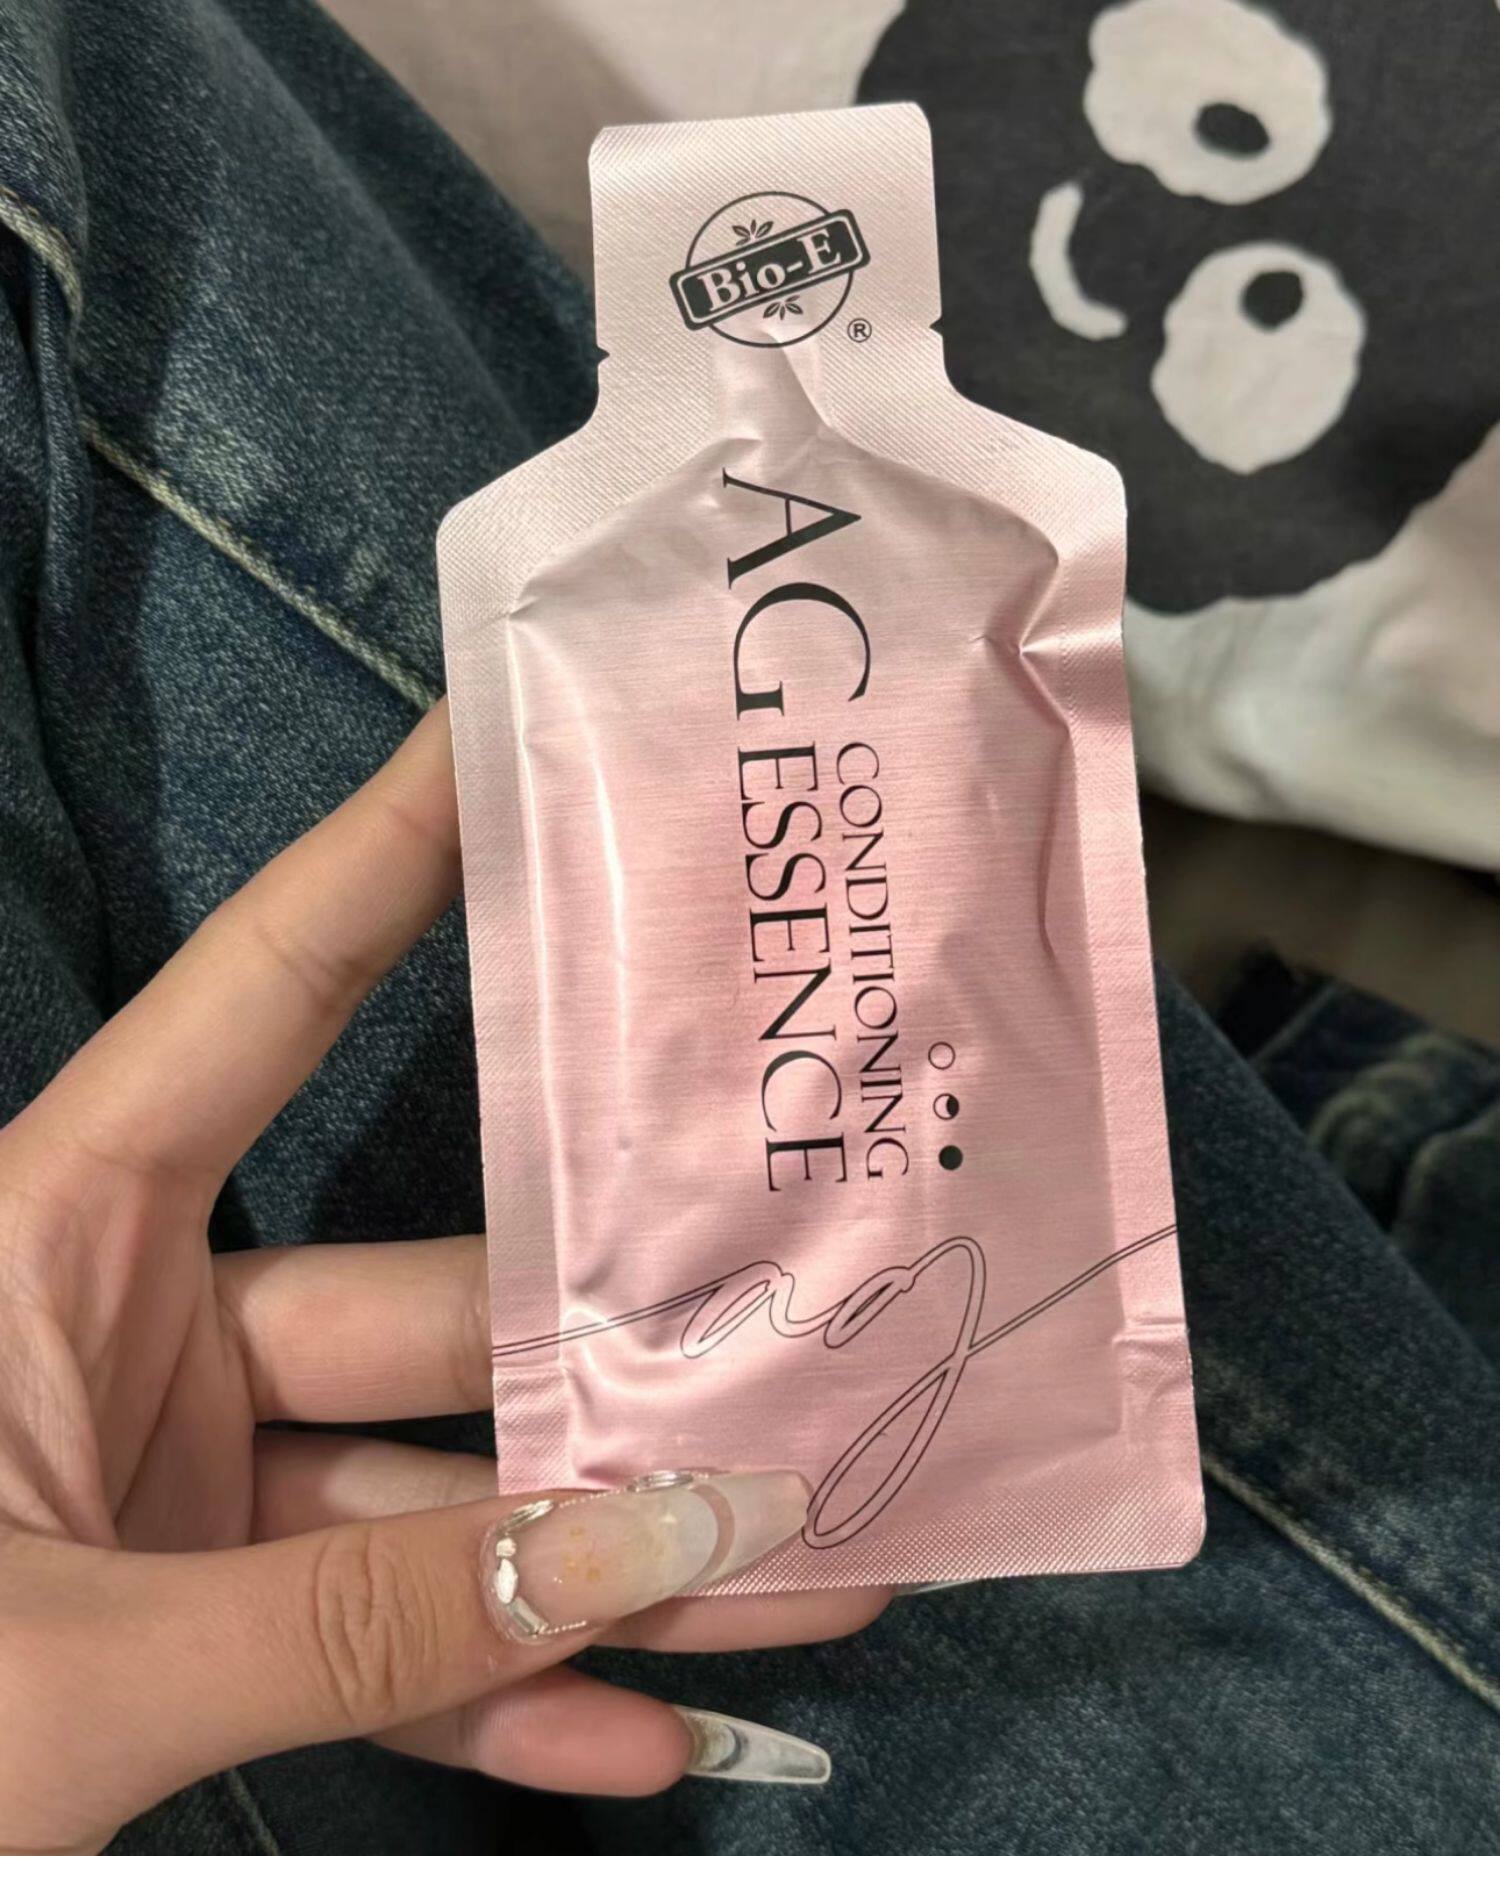 Bio-E
®
AG ESSENCE
CONDITIONING
ag